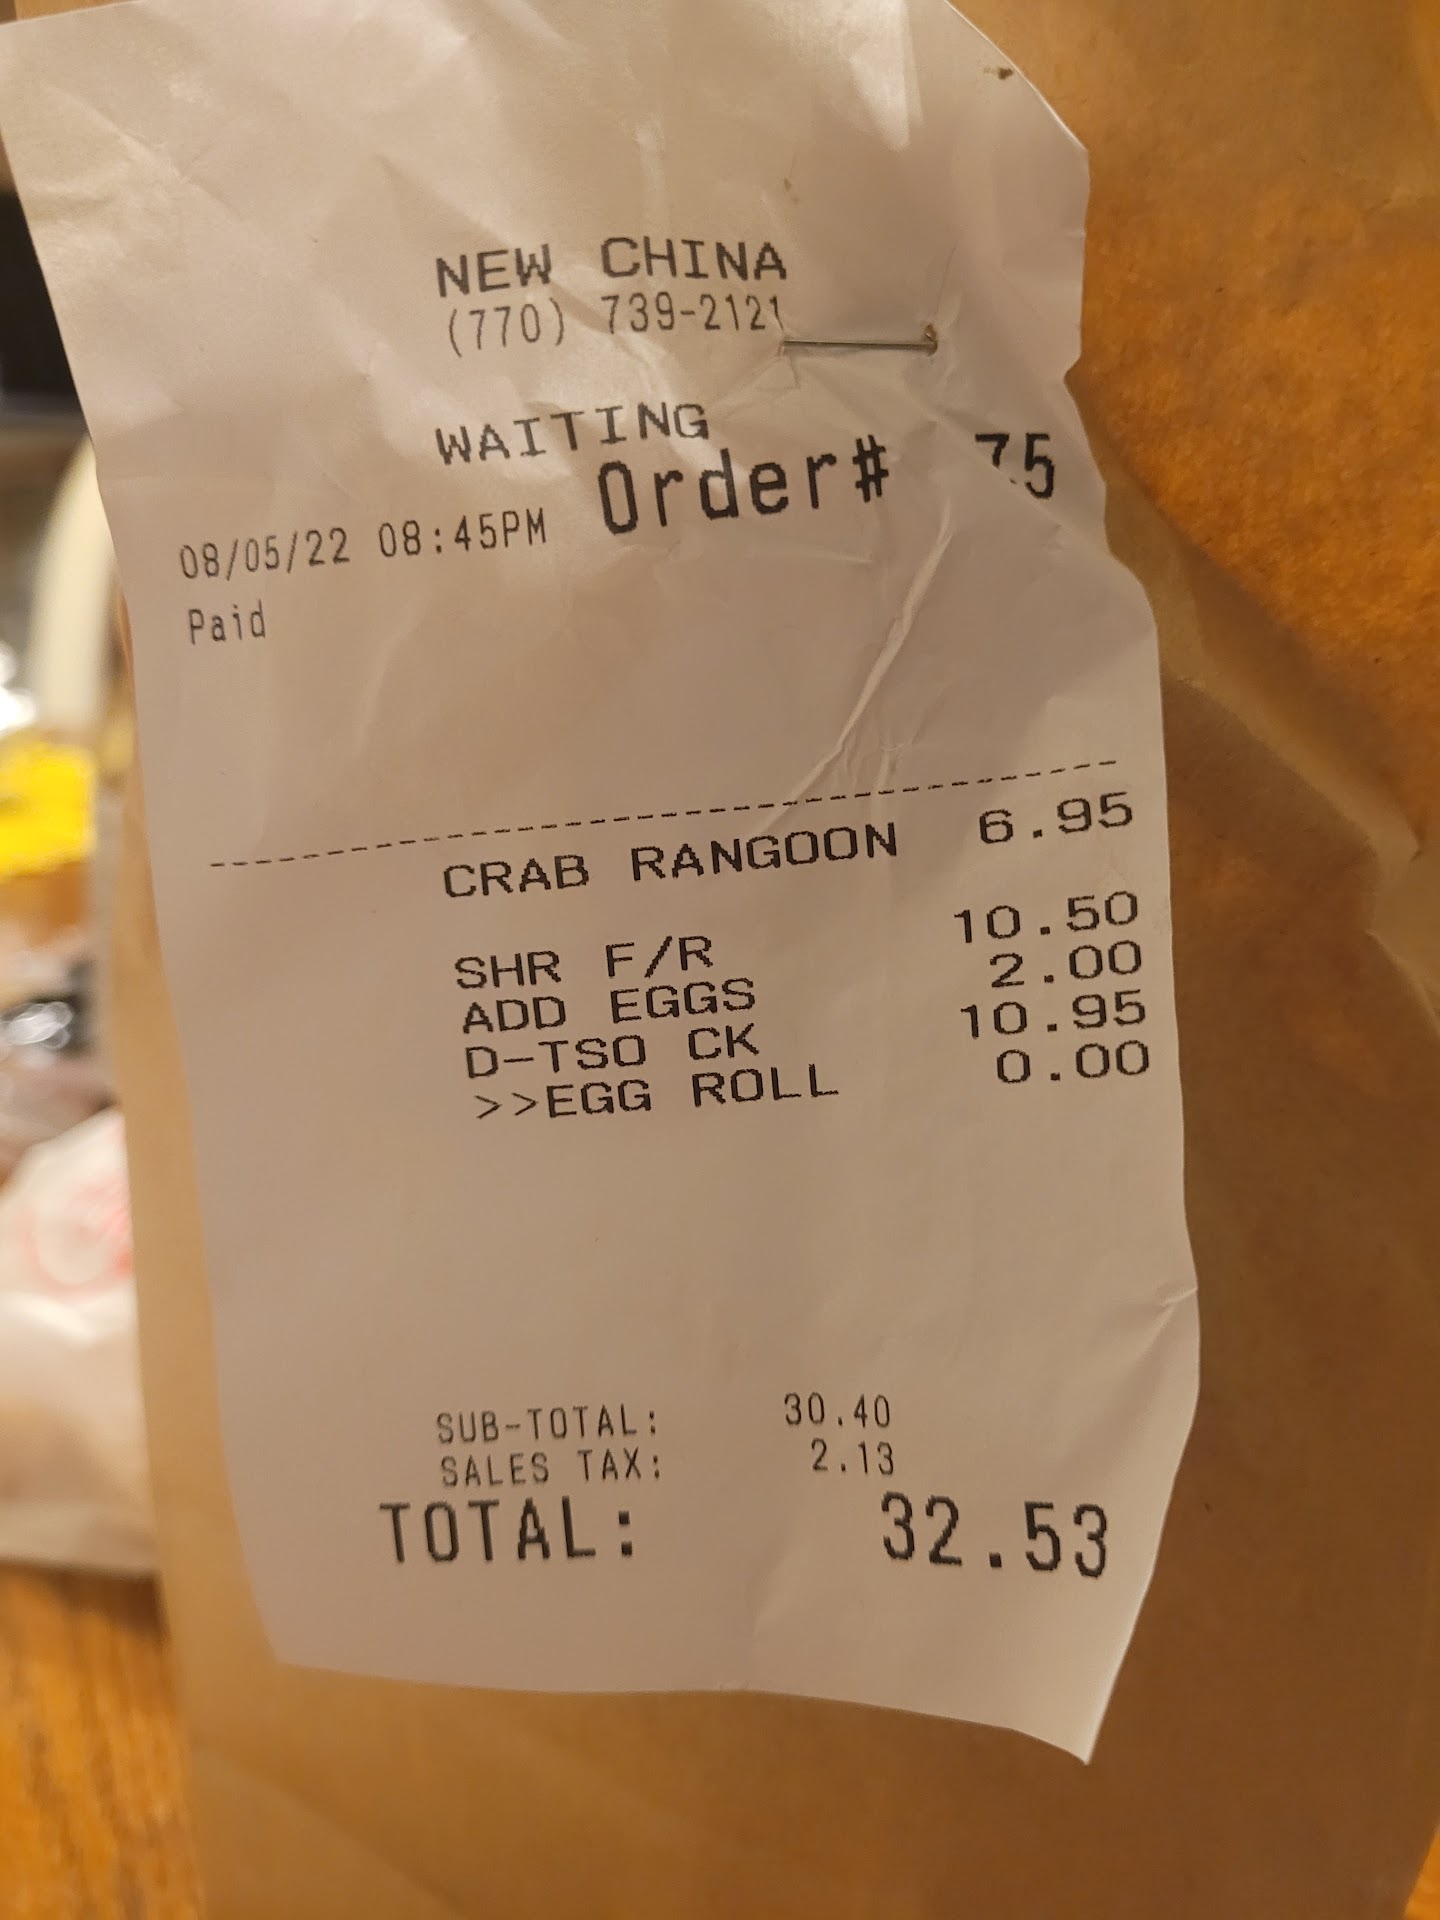 NEW CHINA
(770) 739-2121
WAITING
Order# 75
08/05/22 08:45PM
Paid
CRAB RANGOON 6.95
SHR F/R 10.50
ADD EGGS 2.00
D-TSO CK 10.95
>>EGG ROLL 0.00
SUB-TOTAL: 30.40
SALES TAX: 2.13
TOTAL: 32.53